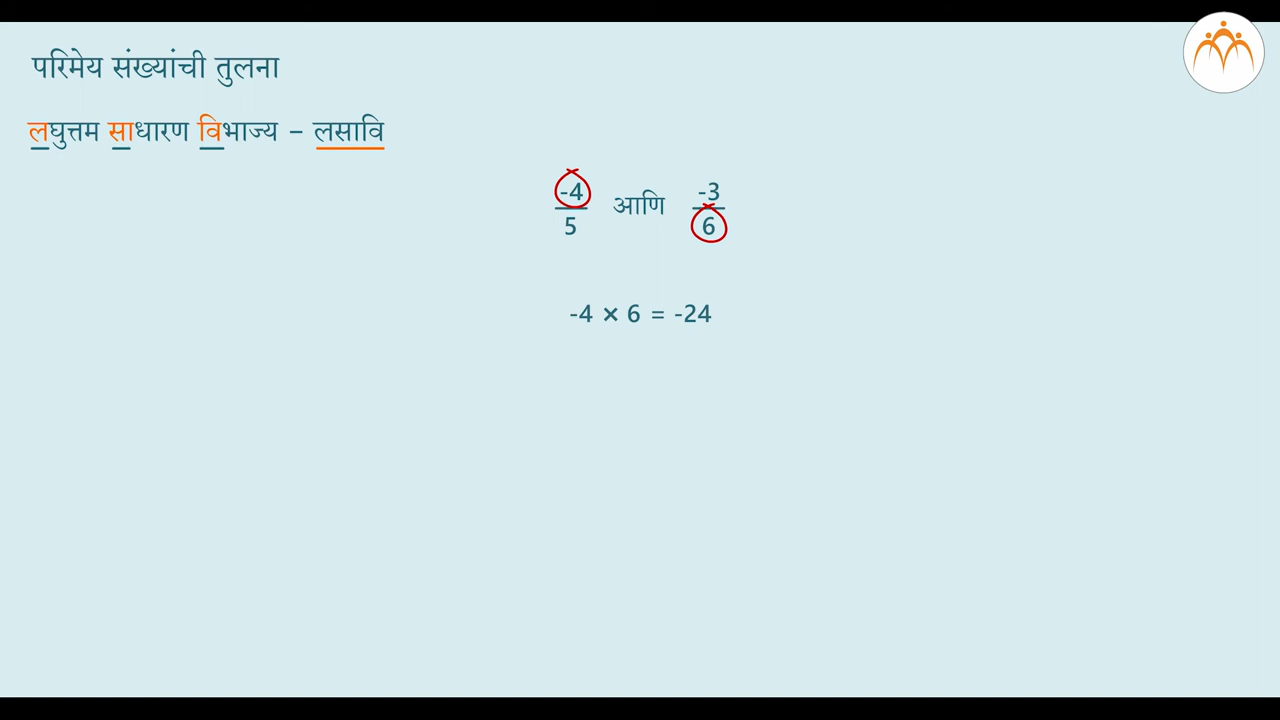 परिमेय संख्यांची तुलना
लघुत्तम साधारण विभाज्य – लसावि
-4/5 आणि -3/6
-4 × 6 = -24